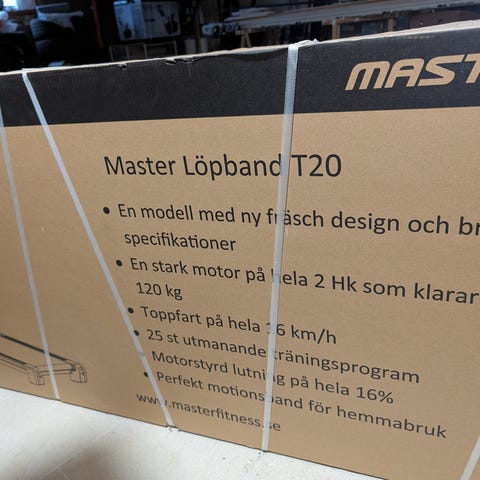 MAST
Master Löpband T20
• En modell med ny fräsch design och br
specifikationer
• En stark motor på hela 2 Hk som klarar
120 kg
• Toppfart på hela 16 km/h
• 25 st utmanande träningsprogram
• Motorstyrd lutning på hela 16%
• Perfekt motionsband för hemmabruk
www.masterfitness.se